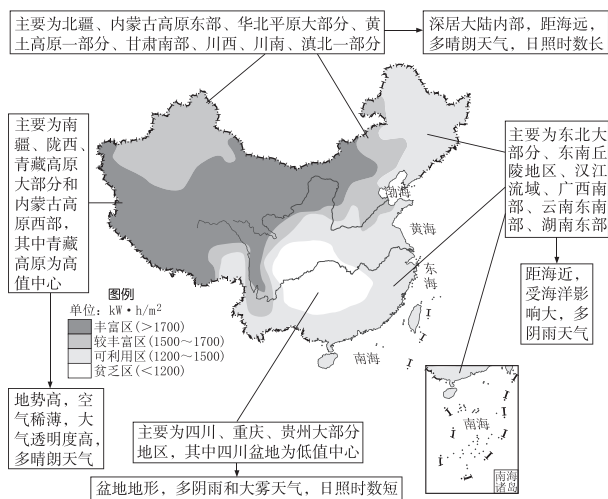 主要为北疆、内蒙古高原东部、华北平原大部分、黄
土高原一部分、甘肃南部、川西、川南、滇北一部分
深居大陆内部，距海远，
多晴朗天气，日照时数长
主要为南
疆、陇西、
青藏高原
大部分和
内蒙古高
原西部，
其中青藏
高原为高
值中心
主要为东北大
部分、东南丘
陵地区、汉江
流域、广西南
部、云南东南
部、湖南东部
渤海
黄海
东
海
南海
距海近，
受海洋影
响大，多
阴雨天气
图例
单位：kW·h/m²
丰富区(>1700)
较丰富区(1500～1700)
可利用区(1200～1500)
贫乏区(<1200)
地势高，空
气稀薄，大
气透明度高，
多晴朗天气
主要为四川、重庆、贵州大部分
地区，其中四川盆地为低值中心
盆地地形，多阴雨和大雾天气，日照时数短
南海
南海
诸岛